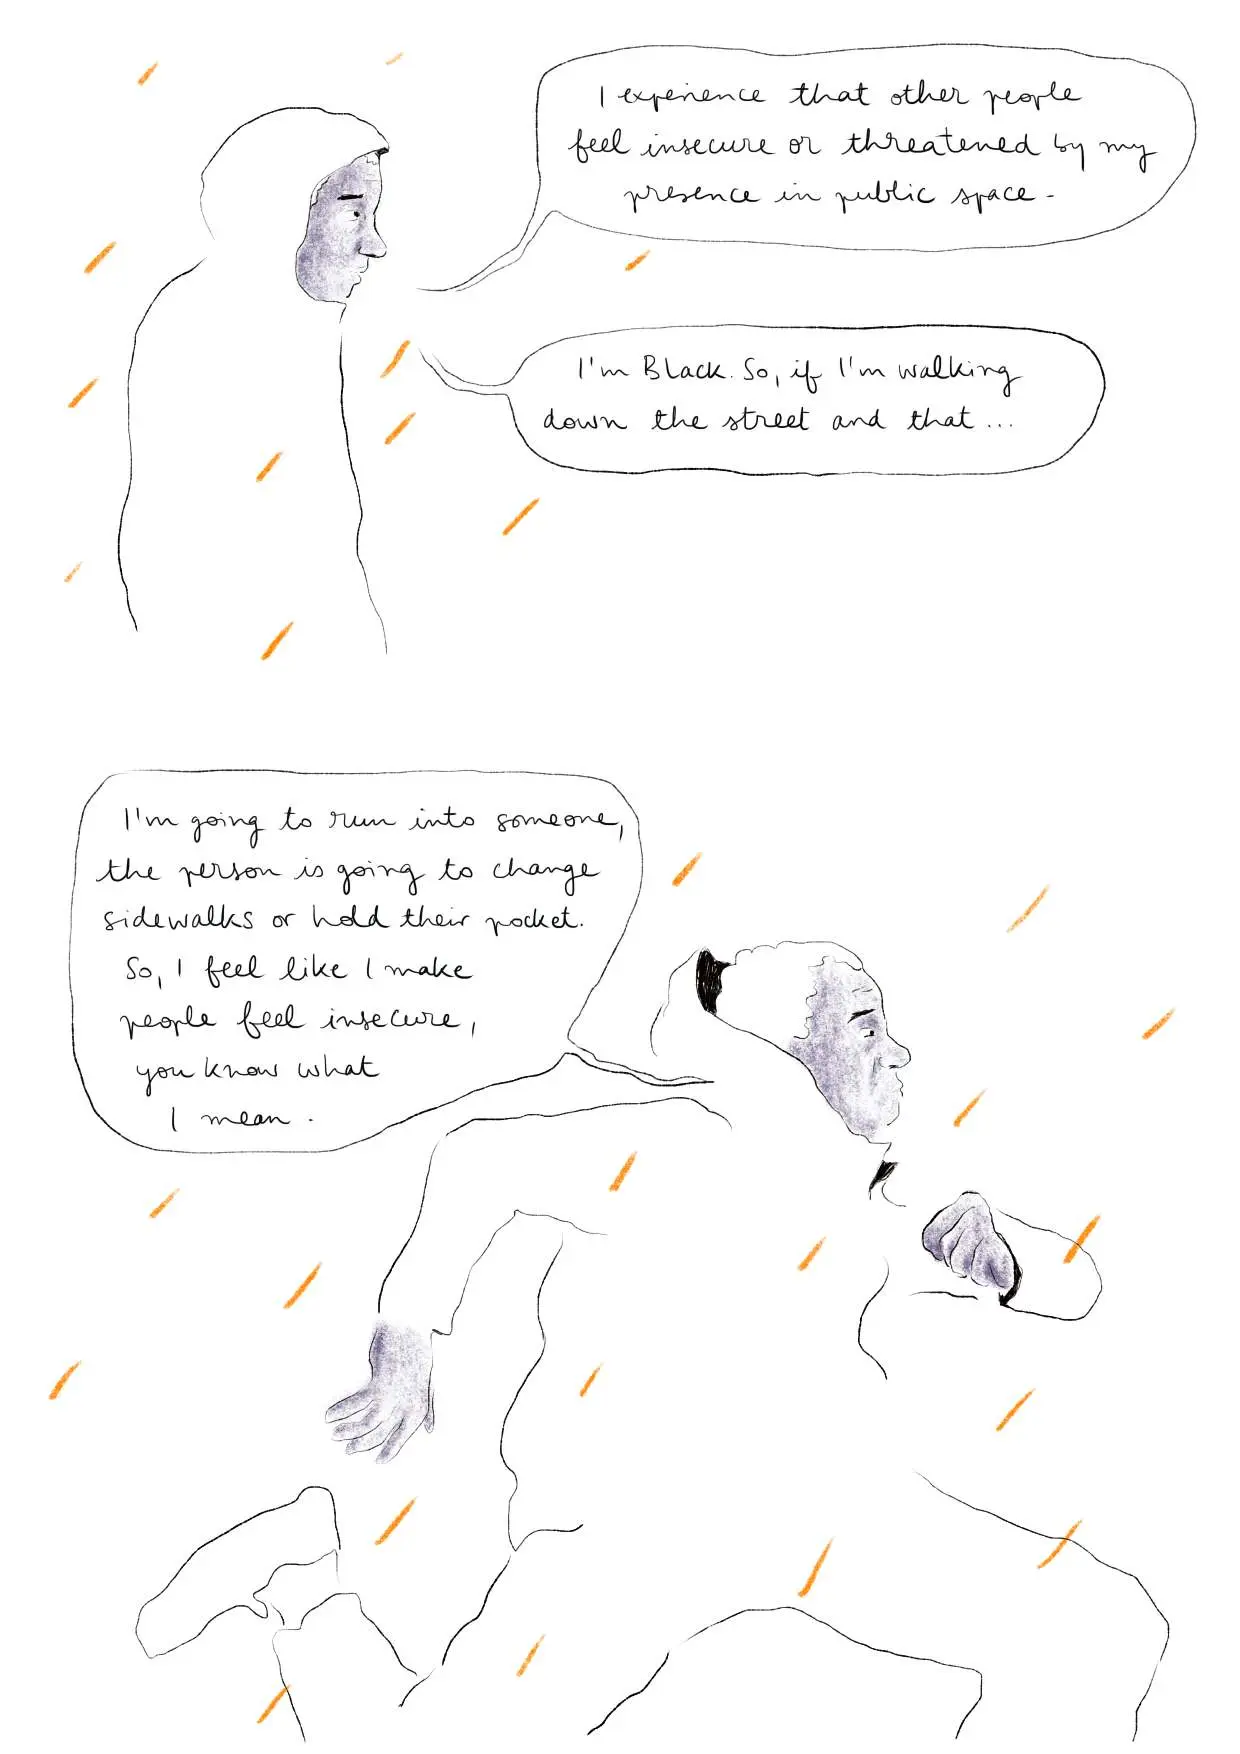 I experience that other people
feel insecure or threatened by my
presence in public space.
I'm Black. So, if I'm walking
down the street and that ...
I'm going to run into someone,
the person is going to change
sidewalks or hold their pocket.
So, I feel like I make
people feel insecure,
you know what
I mean.